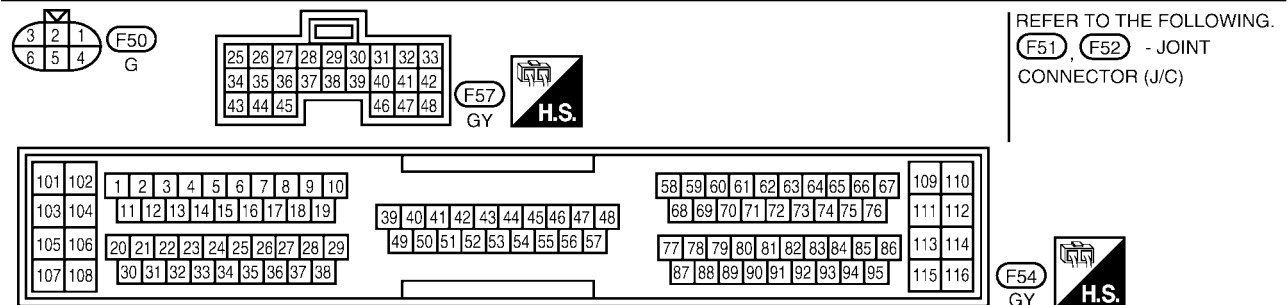 3 2 1
6 5 4
F50
G
25 26 27 28 29 30 31 32 33
34 35 36 37 38 39 40 41 42
43 44 45 46 47 48
F57
GY
H.S.
REFER TO THE FOLLOWING.
F51, F52 - JOINT
CONNECTOR (J/C)
101 102
103 104
105 106
107 108
1 2 3 4 5 6 7 8 9 10
11 12 13 14 15 16 17 18 19
20 21 22 23 24 25 26 27 28 29
30 31 32 33 34 35 36 37 38
39 40 41 42 43 44 45 46 47 48
49 50 51 52 53 54 55 56 57
58 59 60 61 62 63 64 65 66 67
68 69 70 71 72 73 74 75 76
77 78 79 80 81 82 83 84 85 86
87 88 89 90 91 92 93 94 95
109 110
111 112
113 114
115 116
F54
GY
H.S.